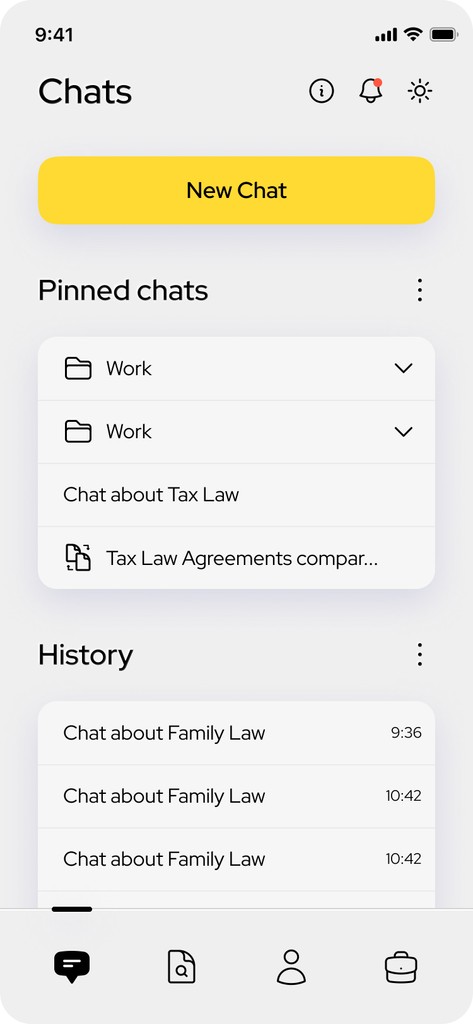 9:41
Chats
New Chat
Pinned chats
Work
Work
Chat about Tax Law
Tax Law Agreements compar...
History
Chat about Family Law 9:36
Chat about Family Law 10:42
Chat about Family Law 10:42